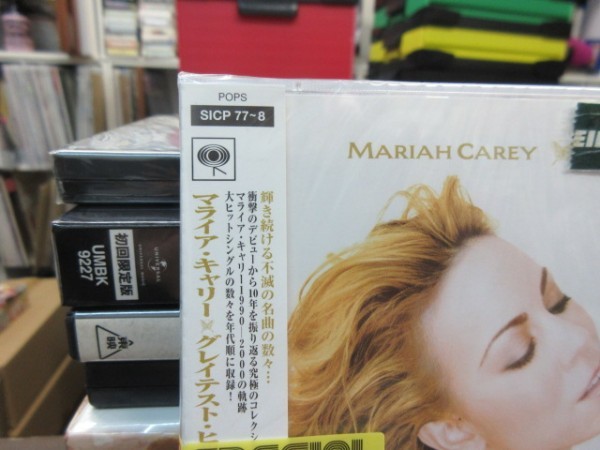 POPS
SICP 77~8
輝き続ける不滅の名曲の数々…
衝撃のデビューから10年を振り返る究極のコレクシ
マライア・キャリー1990―2000の軌跡
大ヒットシングルの数々を年代順に収録!
マライア・キャリー グレイテスト・ヒ
MARIAH CAREY
初回限定版
UMBK
9227